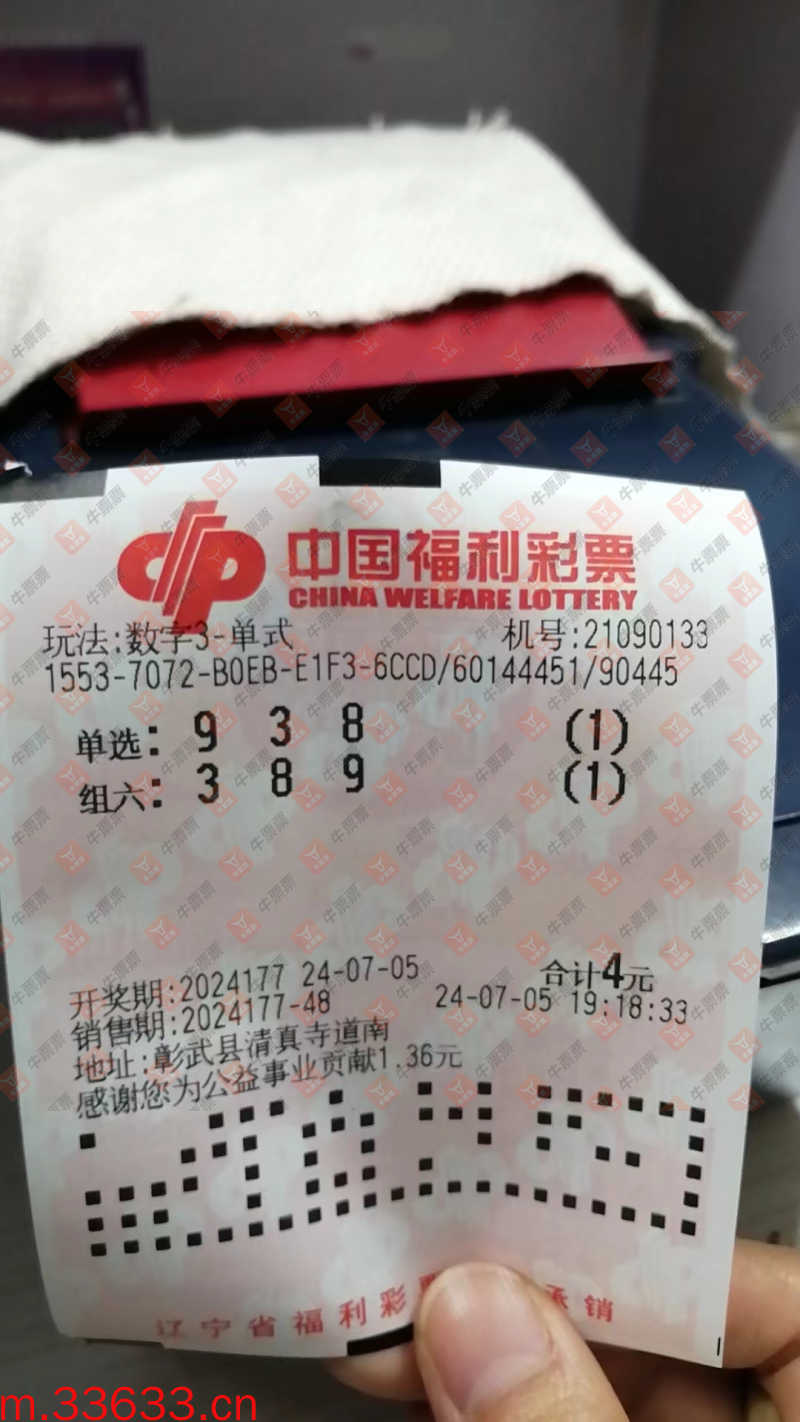 中国福利彩票
CHINA WELFARE LOTTERY
玩法:数字3-单式 机号:21090133
1553-7072-B0EB-E1F3-6CCD/60144451/90445
单选: 9 3 8 (1)
组六: 3 8 9 (1)
开奖期:2024177 24-07-05 合计4元
销售期:2024177-48 24-07-05 19:18:33
地址:彰武县清真寺道南
感谢您为公益事业贡献1.36元
辽宁省福利彩 承销
m.33633.cn
牛票票